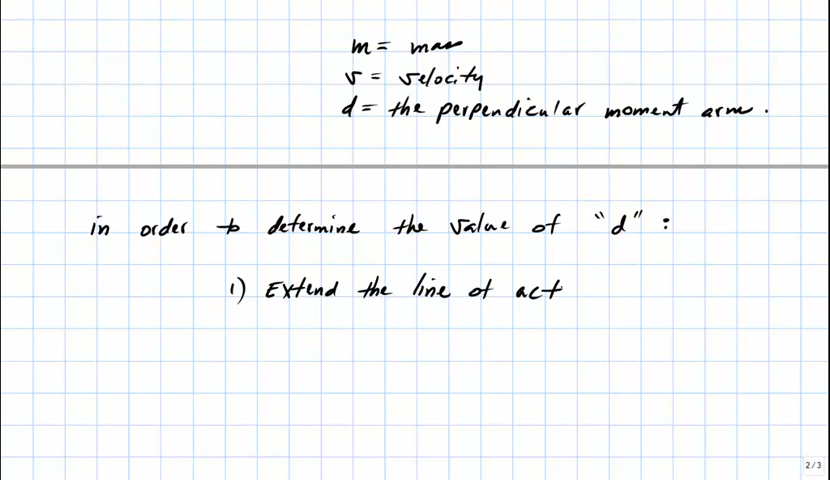 m = mass
v = velocity
d = the perpendicular moment arm.
in order to determine the value of "d" :
1) Extend the line of act
2/3